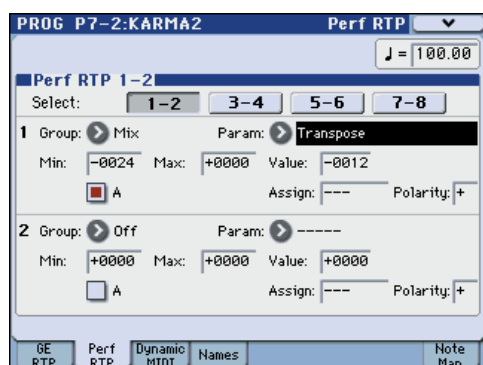 PROG P7-2:KARMA2 Perf RTP
♩= 100.00
Perf RTP 1-2
Select: 1-2 3-4 5-6 7-8
1 Group: Mix Param: Transpose
Min: -0024 Max: +0000 Value: -0012
A Assign: --- Polarity: +
2 Group: Off Param: -----
Min: +0000 Max: +0000 Value: +0000
A Assign: --- Polarity: +
GE RTP Perf RTP Dynamic MIDI Names Note Map